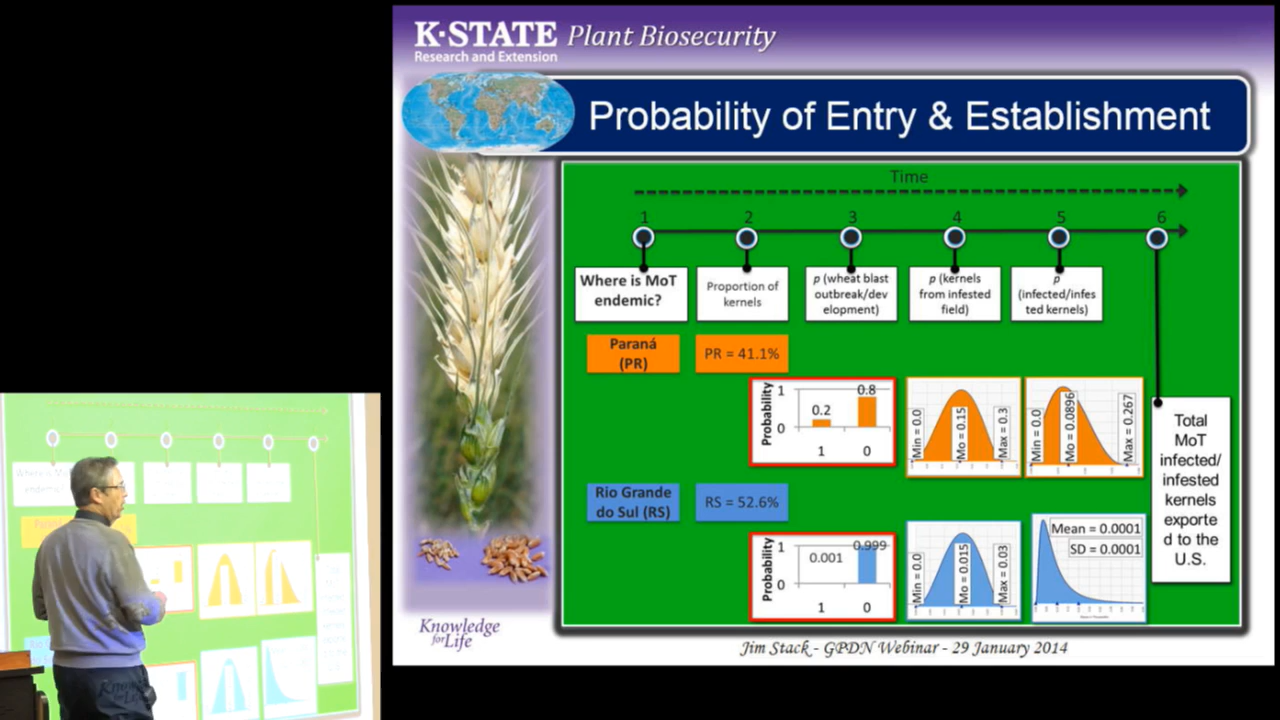 K·STATE Plant Biosecurity
Research and Extension
Probability of Entry & Establishment
Time
1 2 3 4 5 6
Where is MoT
endemic?
Proportion of
kernels
p (wheat blast
outbreak/dev
elopment)
p (kernels
from infested
field)
p
(infected/infes
ted kernels)
Paraná
(PR)
PR = 41.1%
Probability
1
0
0.2
0.8
1 0
Min = 0.0
Mo = 0.15
Max = 0.3
Min = 0.0
Mo = 0.0896
Max = 0.267
Total
MoT
infected/
infested
kernels
exporte
d to the
U.S.
Rio Grande
do Sul (RS)
RS = 52.6%
Probability
1
0
0.001
0.999
1 0
Min = 0.0
Mo = 0.015
Max = 0.03
Mean = 0.0001
SD = 0.0001
Knowledge
for Life
Jim Stack - GPDN Webinar - 29 January 2014